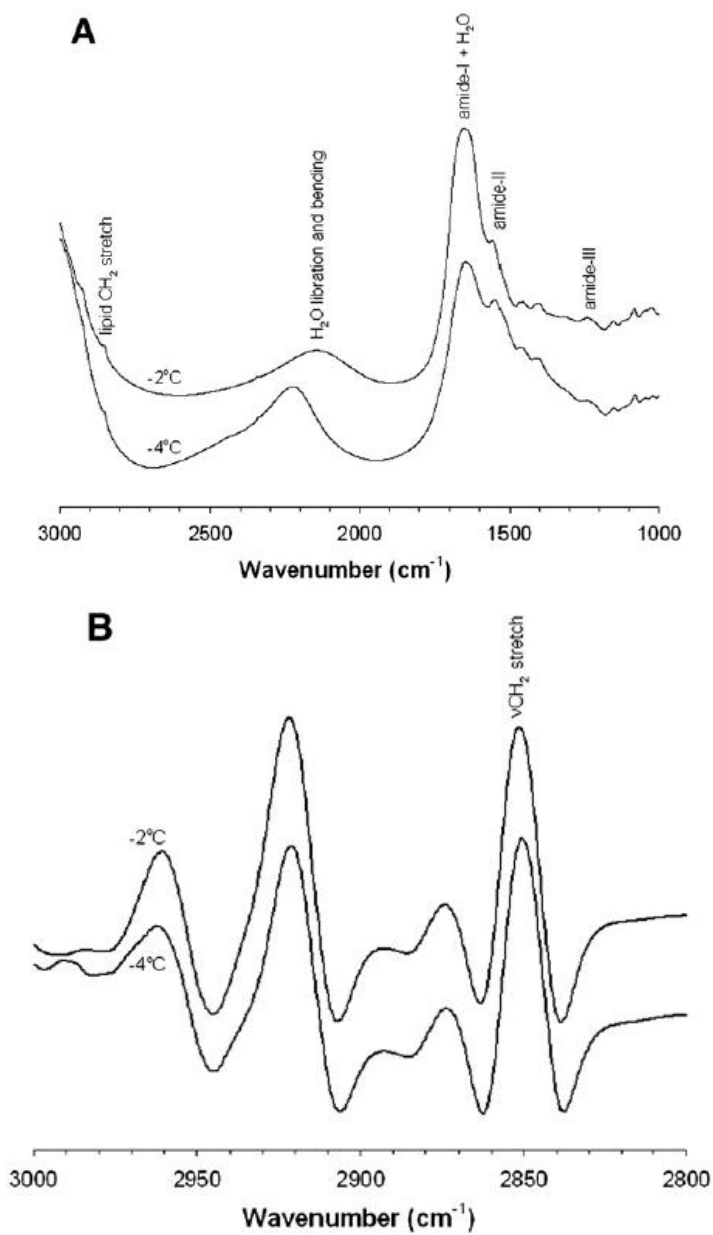 A
lipid CH₂ stretch
H₂O libration and bending
amide-I + H₂O
amide-II
amide-III
-2°C
-4°C
3000 2500 2000 1500 1000
Wavenumber (cm⁻¹)
B
νCH₂ stretch
-2°C
-4°C
3000 2950 2900 2850 2800
Wavenumber (cm⁻¹)